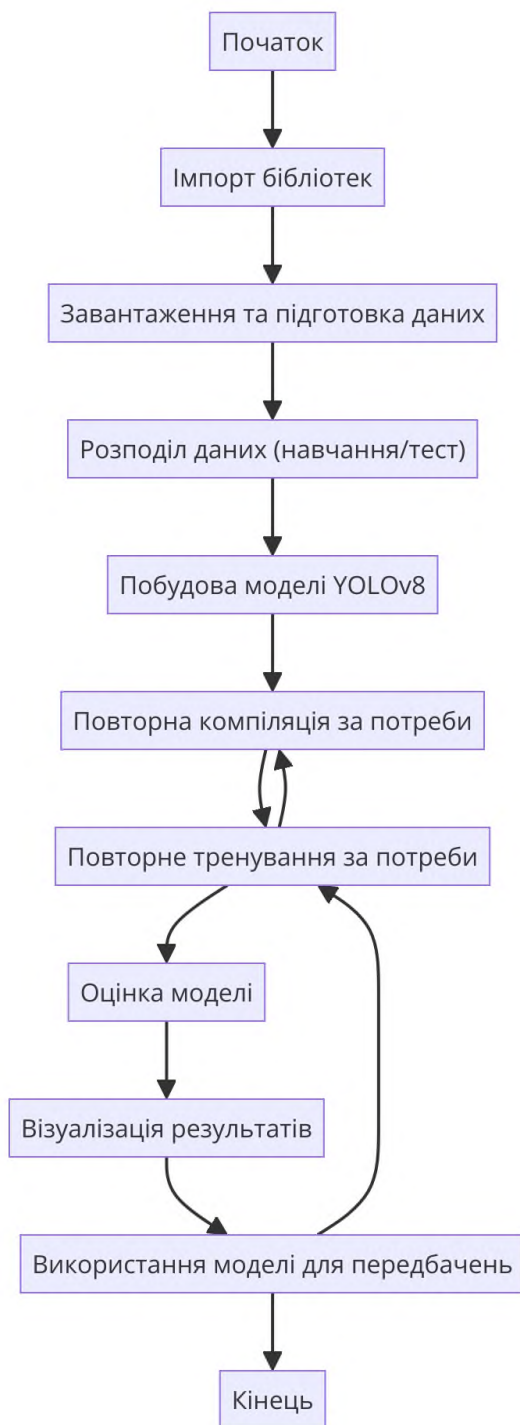 Початок
Імпорт бібліотек
Завантаження та підготовка даних
Розподіл даних (навчання/тест)
Побудова моделі YOLOv8
Повторна компіляція за потреби
Повторне тренування за потреби
Оцінка моделі
Візуалізація результатів
Використання моделі для передбачень
Кінець